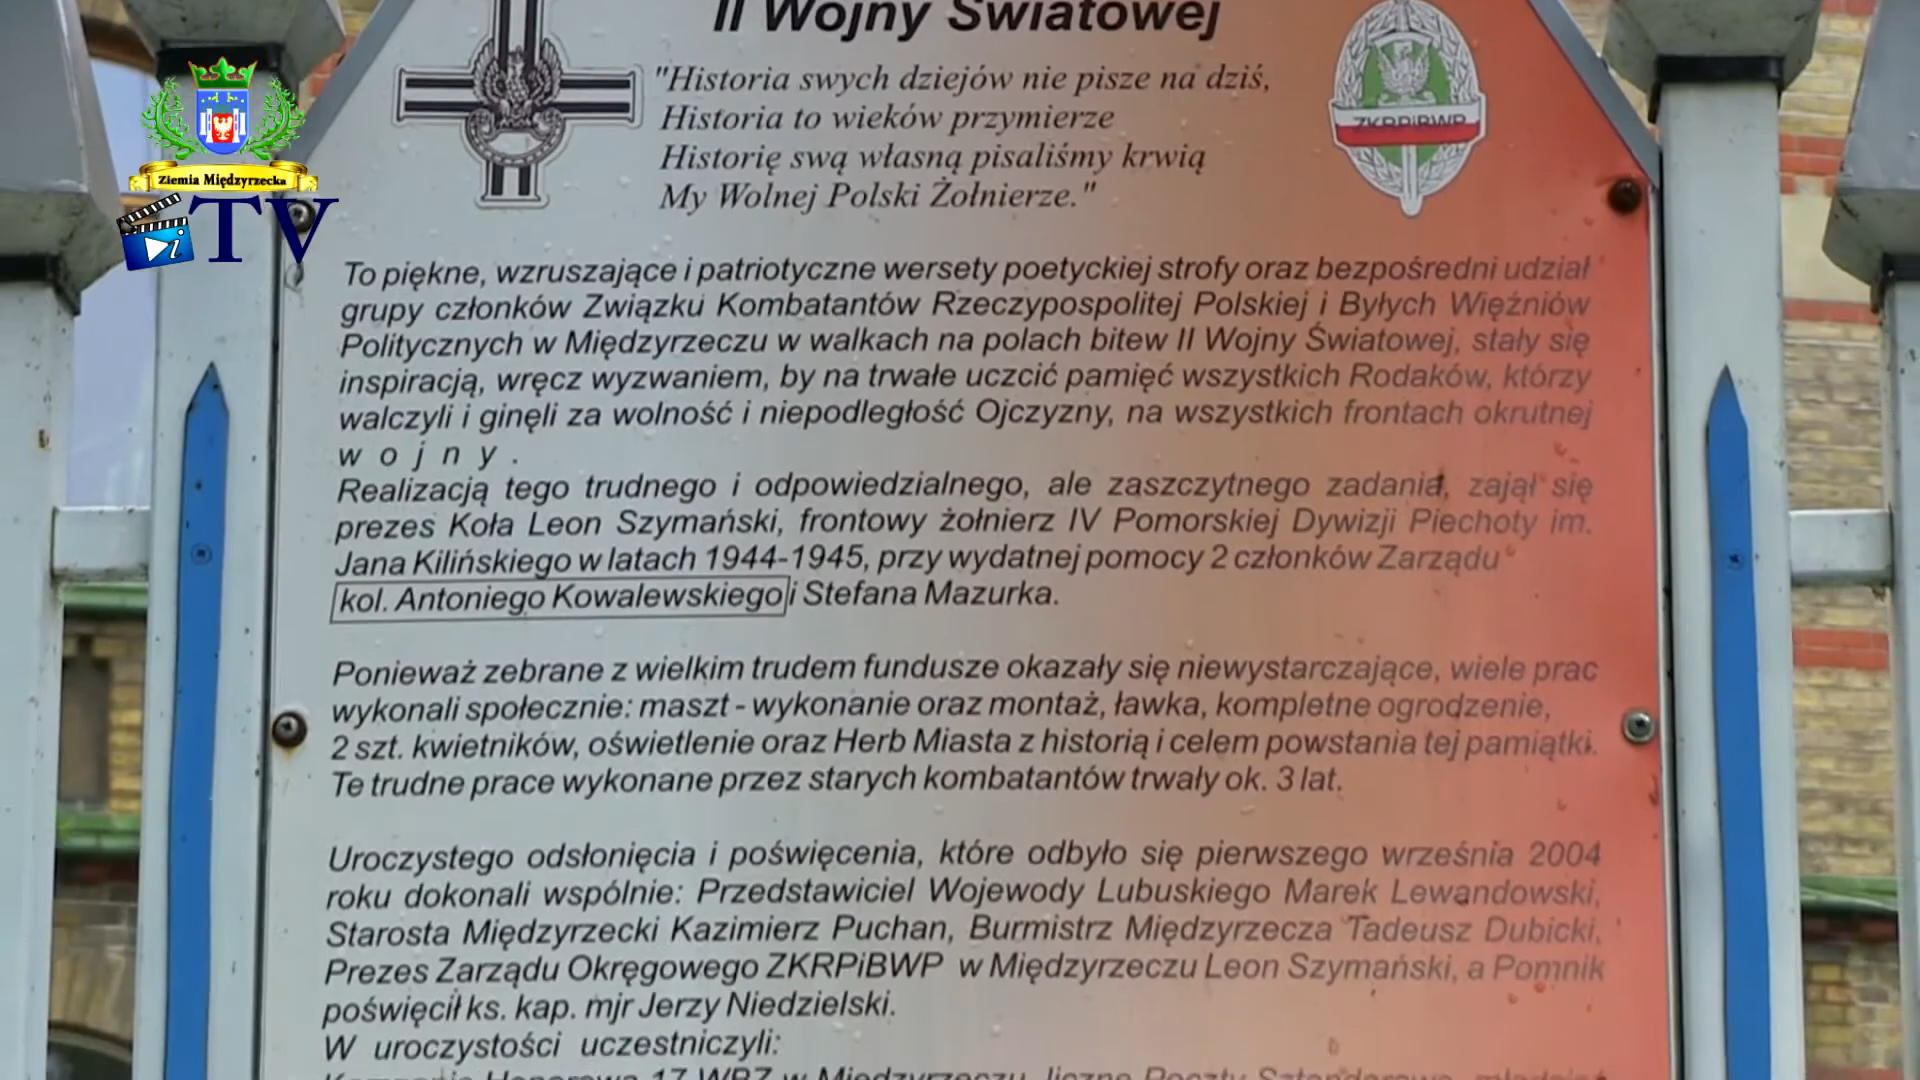 II Wojny Światowej
"Historia swych dziejów nie pisze na dziś,
Historia to wieków przymierze
Historię swą własną pisaliśmy krwią
My Wolnej Polski Żołnierze."
ZKRPiBWP
Ziemia Międzyrzecka
i TV
To piękne, wzruszające i patriotyczne wersety poetyckiej strofy oraz bezpośredni udział
grupy członków Związku Kombatantów Rzeczypospolitej Polskiej i Byłych Więźniów
Politycznych w Międzyrzeczu w walkach na polach bitew II Wojny Światowej, stały się
inspiracją, wręcz wyzwaniem, by na trwałe uczcić pamięć wszystkich Rodaków, którzy
walczyli i ginęli za wolność i niepodległość Ojczyzny, na wszystkich frontach okrutnej
w o j n y .
Realizacją tego trudnego i odpowiedzialnego, ale zaszczytnego zadania, zajął się
prezes Koła Leon Szymański, frontowy żołnierz IV Pomorskiej Dywizji Piechoty im.
Jana Kilińskiego w latach 1944-1945, przy wydatnej pomocy 2 członków Zarządu
kol. Antoniego Kowalewskiego i Stefana Mazurka.
Ponieważ zebrane z wielkim trudem fundusze okazały się niewystarczające, wiele prac
wykonali społecznie: maszt - wykonanie oraz montaż, ławka, kompletne ogrodzenie,
2 szt. kwietników, oświetlenie oraz Herb Miasta z historią i celem powstania tej pamiątki.
Te trudne prace wykonane przez starych kombatantów trwały ok. 3 lat.
Uroczystego odsłonięcia i poświęcenia, które odbyło się pierwszego września 2004
roku dokonali wspólnie: Przedstawiciel Wojewody Lubuskiego Marek Lewandowski,
Starosta Międzyrzecki Kazimierz Puchan, Burmistrz Międzyrzecza Tadeusz Dubicki,
Prezes Zarządu Okręgowego ZKRPiBWP w Międzyrzeczu Leon Szymański, a Pomnik
poświęcił ks. kap. mjr Jerzy Niedzielski.
W uroczystości uczestniczyli:
Kompania Honorowa 17 WBZ w Międzyrzeczu, liczne Poczty Sztandarowe, młodzież